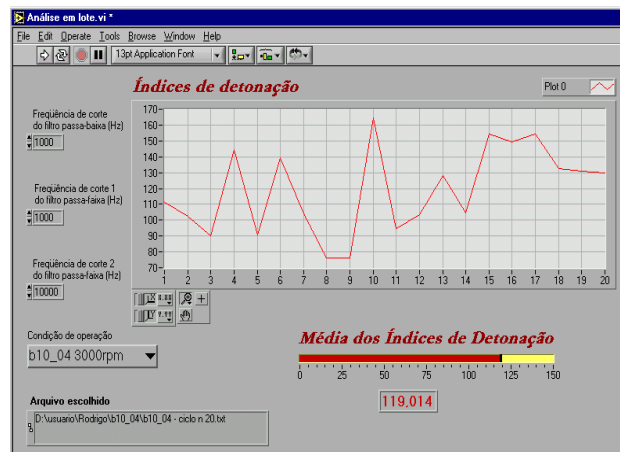 Análise em lote.vi *
File Edit Operate Tools Browse Window Help
13pt Application Font
Índices de detonação
Plot 0
Freqüência de corte
do filtro passa-baixa (Hz)
1000
Freqüência de corte 1
do filtro passa-faixa (Hz)
1000
Freqüência de corte 2
do filtro passa-faixa (Hz)
10000
170
160
150
140
130
120
110
100
90
80
70
1 2 3 4 5 6 7 8 9 10 11 12 13 14 15 16 17 18 19 20
Condição de operação
b10_04 3000rpm
Média dos Índices de Detonação
0 25 50 75 100 125 150
119,014
Arquivo escolhido
D:\usuario\Rodrigo\b10_04\b10_04 - ciclo n 20.txt